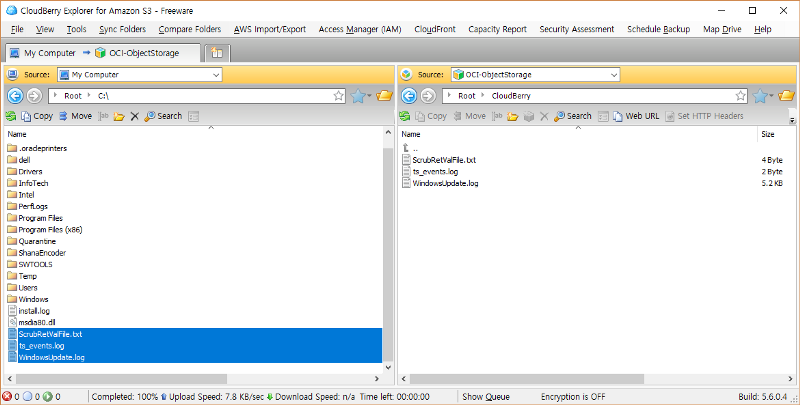 CloudBerry Explorer for Amazon S3 - Freeware
File View Tools Sync Folders Compare Folders AWS Import/Export Access Manager (IAM) CloudFront Capacity Report Security Assessment Schedule Backup Map Drive Help
My Computer → OCI-ObjectStorage
Source: My Computer
Root C:\
Copy Move Search
Name
.oradeprinters
dell
Drivers
InfoTech
Intel
PerfLogs
Program Files
Program Files (x86)
Quarantine
ShanaEncoder
SWTOOLS
Temp
Users
Windows
install.log
msdia80.dll
ScrubRetValFile.txt
ts_events.log
WindowsUpdate.log
Source: OCI-ObjectStorage
Root CloudBerry
Copy Move Search Web URL Set HTTP Headers
Name Size
..
ScrubRetValFile.txt 4 Byte
ts_events.log 2 Byte
WindowsUpdate.log 5.2 KB
0 0 0 Completed: 100% Upload Speed: 7.8 KB/sec Download Speed: n/a Time left: 00:00:00 Show Queue Encryption is OFF Build: 5.6.0.4